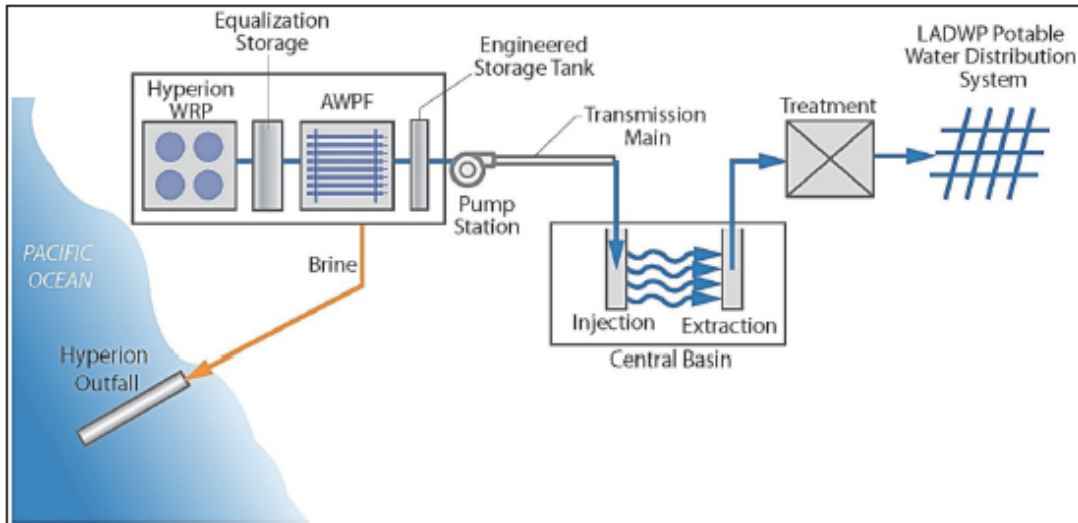 Equalization
Storage
Hyperion
WRP
AWPF
Engineered
Storage Tank
Transmission
Main
Pump
Station
Treatment
LADWP Potable
Water Distribution
System
PACIFIC
OCEAN
Brine
Injection
Extraction
Central Basin
Hyperion
Outfall